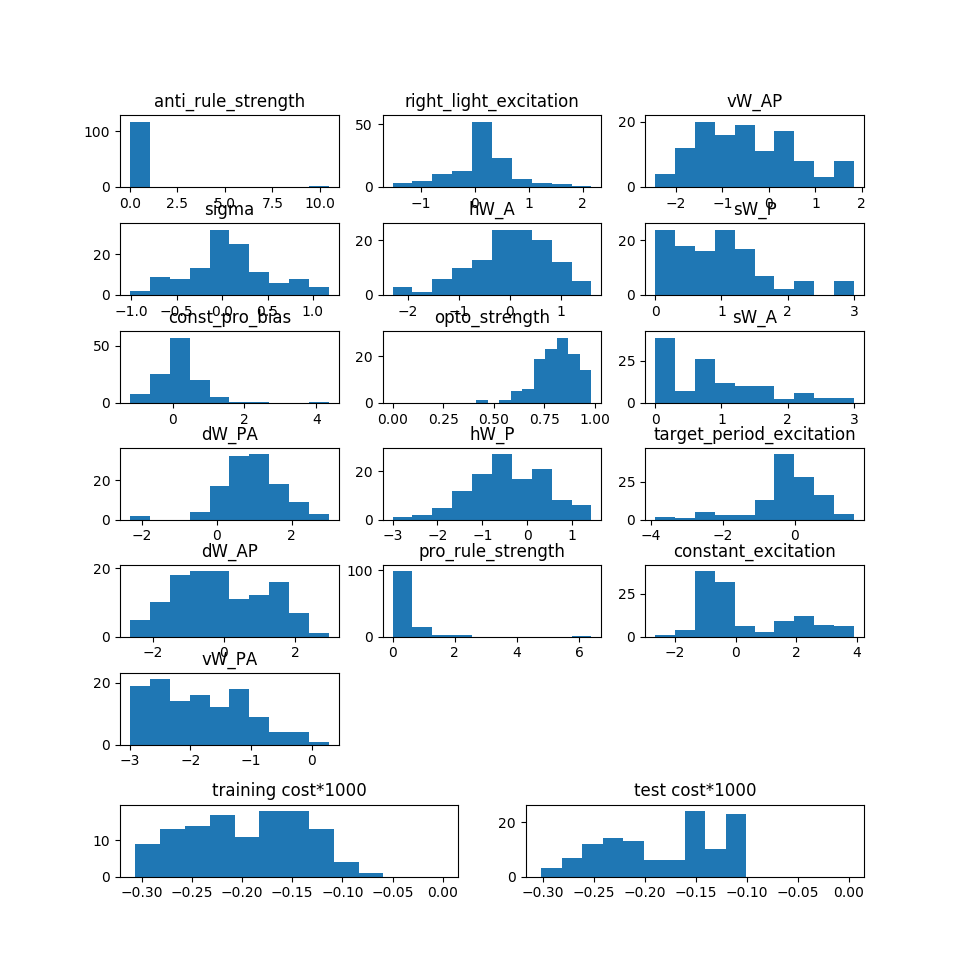 anti_rule_strength right_light_excitation vW_AP
100 50 20
0 0 0
0.0 2.5 5.0 7.5 10.0 −1 0 1 2 −2 −1 0 1 2
sigma hW_A sW_P
20 20 20
0 0 0
−1.0 −0.5 0.0 0.5 1.0 −2 −1 0 1 0 1 2 3
const_pro_bias opto_strength sW_A
50 20 25
0 0 0
0 2 4 0.00 0.25 0.50 0.75 1.00 0 1 2 3
dW_PA hW_P target_period_excitation
20 20 25
0 0 0
−2 0 2 −3 −2 −1 0 1 −4 −2 0
dW_AP pro_rule_strength constant_excitation
20 100 25
0 0 0
−2 0 2 0 2 4 6 −2 0 2 4
vW_PA
20
0
−3 −2 −1 0
training cost*1000 test cost*1000
10 20
0 0
−0.30 −0.25 −0.20 −0.15 −0.10 −0.05 0.00 −0.30 −0.25 −0.20 −0.15 −0.10 −0.05 0.00